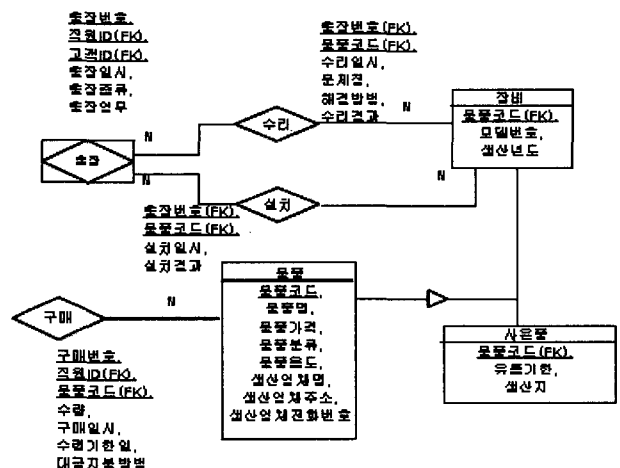 출장번호,
직원ID(FK),
고객ID(FK),
출장일시,
출장종류,
출장업무
출장번호(FK),
물품코드(FK),
수리일시,
문제점,
해결방법,
수리결과
N
수리
N
출장
N
설치
N
장비
물품코드(FK),
모델번호,
생산년도
출장번호(FK),
물품코드(FK),
설치일시,
설치결과
물품
물품코드,
물품명,
물품가격,
물품분류,
물품용도,
생산업체명,
생산업체주소,
생산업체전화번호
N
구매
구매번호,
직원ID(FK),
물품코드(FK),
수량,
구매일시,
수렵기한일,
대금지불방법
사은품
물품코드(FK),
유통기한,
생산지